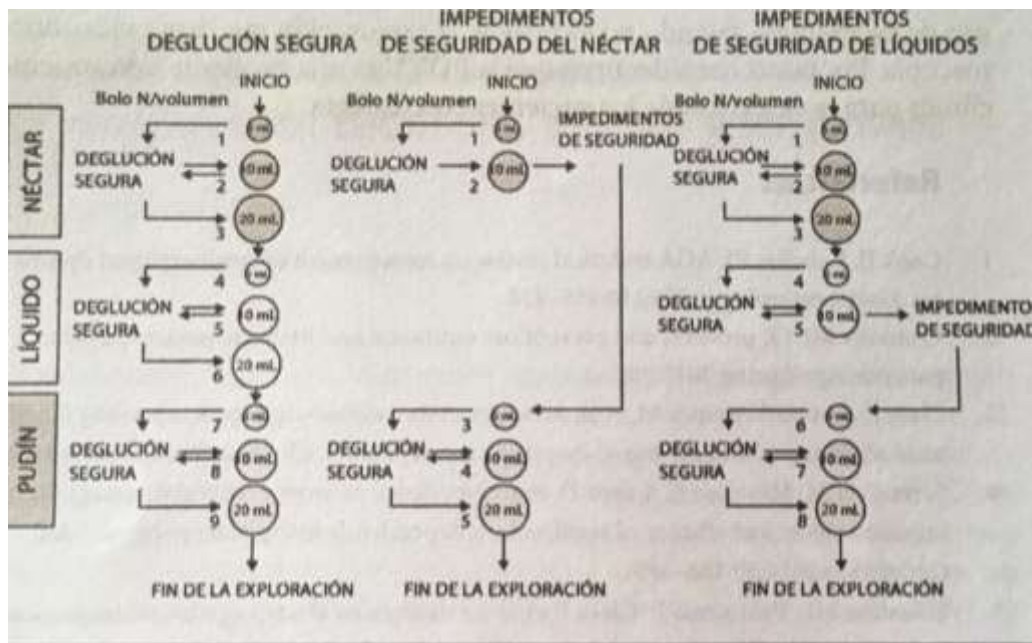 DEGLUCIÓN SEGURA
IMPEDIMENTOS
DE SEGURIDAD DEL NÉCTAR
IMPEDIMENTOS
DE SEGURIDAD DE LÍQUIDOS
NÉCTAR
LÍQUIDO
PUDÍN
INICIO
Bolo N/volumen
1
DEGLUCIÓN
SEGURA
10 mL
2
20 mL
3
4
DEGLUCIÓN
SEGURA
10 mL
5
20 mL
6
7
DEGLUCIÓN
SEGURA
10 mL
8
20 mL
9
FIN DE LA EXPLORACIÓN
INICIO
Bolo N/volumen
1
IMPEDIMENTOS
DE SEGURIDAD
DEGLUCIÓN
SEGURA
10 mL
2
3
DEGLUCIÓN
SEGURA
10 mL
4
20 mL
5
FIN DE LA EXPLORACIÓN
INICIO
Bolo N/volumen
1
DEGLUCIÓN
SEGURA
10 mL
2
20 mL
3
4
DEGLUCIÓN
SEGURA
10 mL
5
IMPEDIMENTOS
DE SEGURIDAD
6
DEGLUCIÓN
SEGURA
10 mL
7
20 mL
8
FIN DE LA EXPLORACIÓN